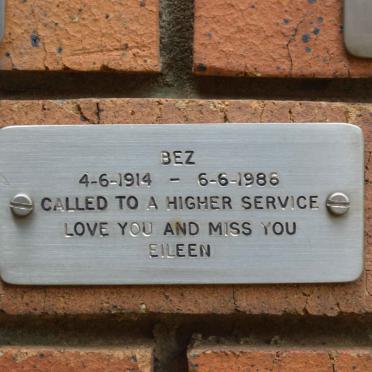 BEZ
4-6-1914 - 6-6-1986
CALLED TO A HIGHER SERVICE
LOVE YOU AND MISS YOU
EILEEN